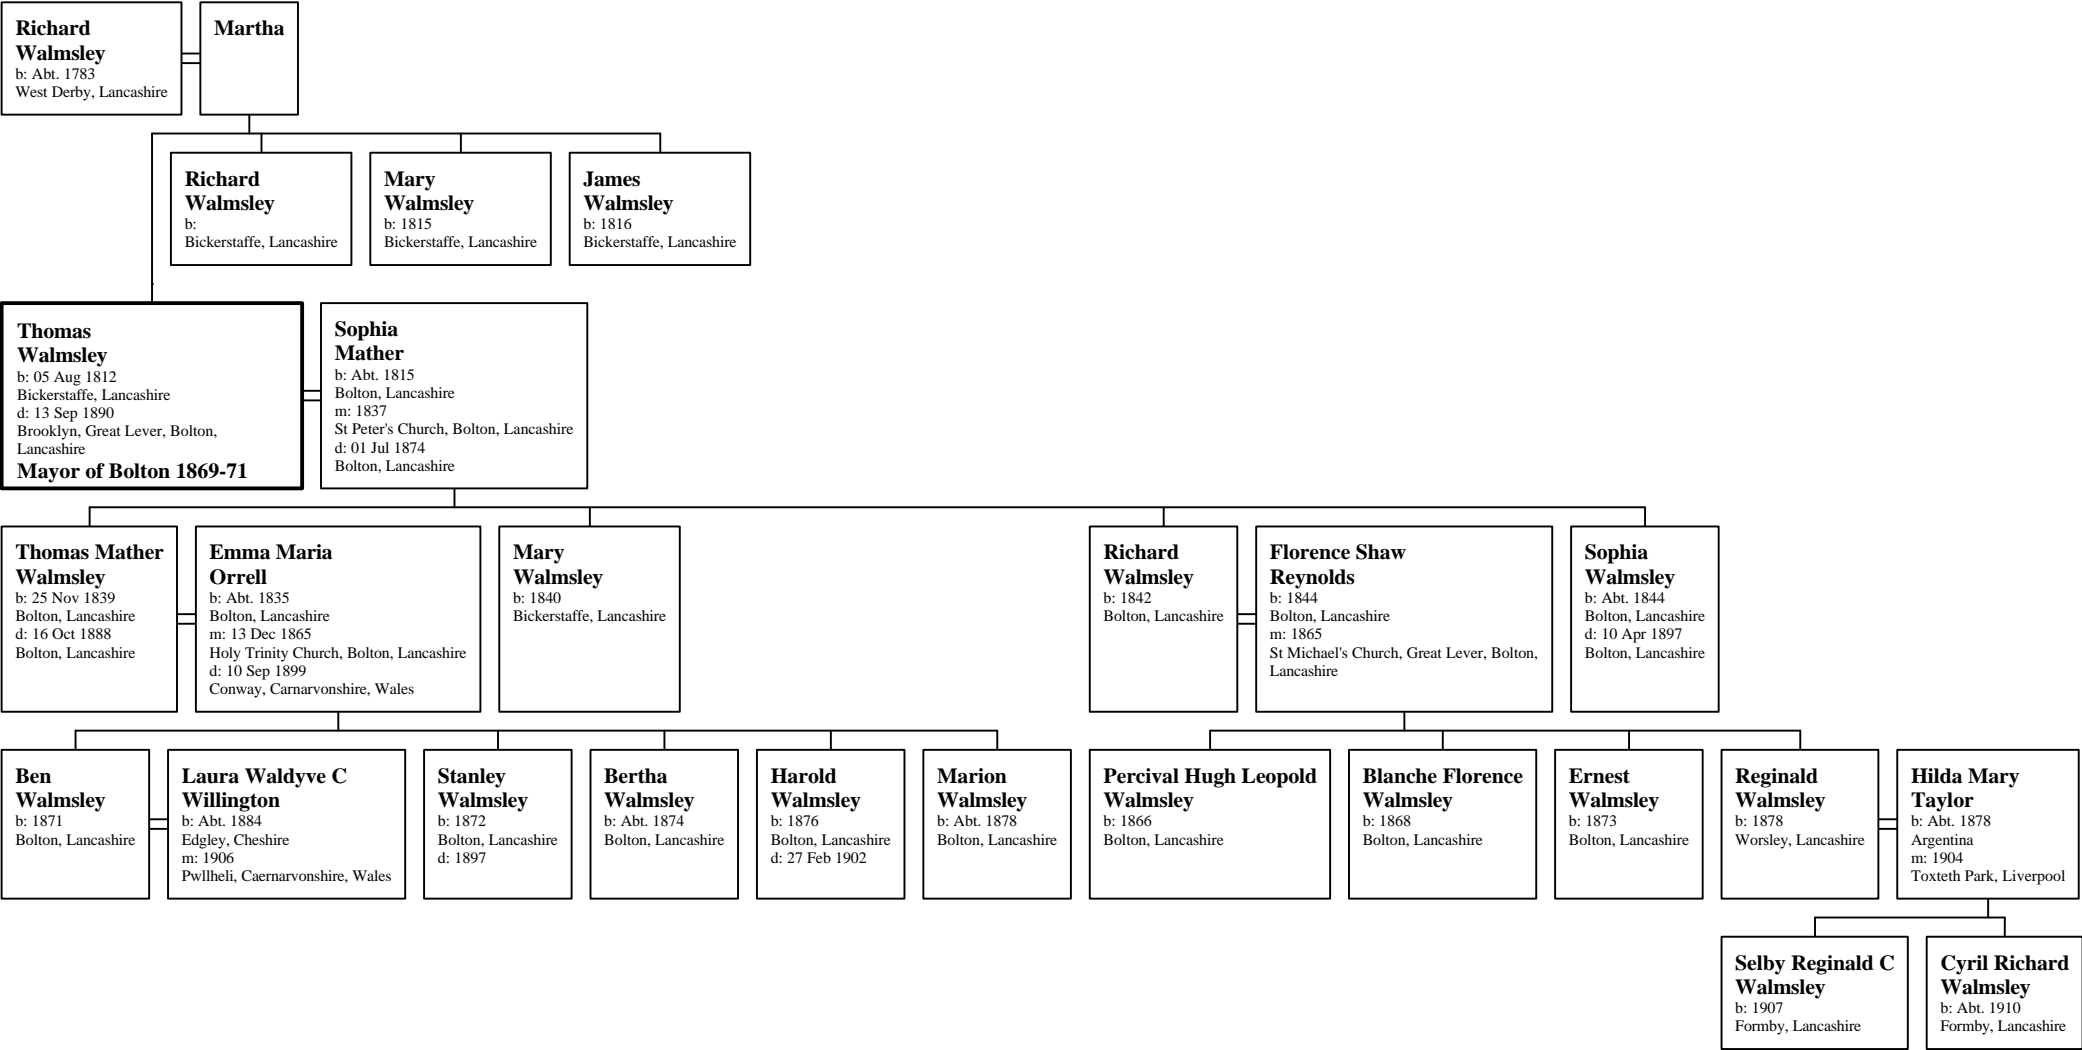 Richard
Walmsley
b: Abt. 1783
West Derby, Lancashire
Martha
Richard
Walmsley
b:
Bickerstaffe, Lancashire
Mary
Walmsley
b: 1815
Bickerstaffe, Lancashire
James
Walmsley
b: 1816
Bickerstaffe, Lancashire
Thomas
Walmsley
b: 05 Aug 1812
Bickerstaffe, Lancashire
d: 13 Sep 1890
Brooklyn, Great Lever, Bolton,
Lancashire
Mayor of Bolton 1869-71
Sophia
Mather
b: Abt. 1815
Bolton, Lancashire
m: 1837
St Peter's Church, Bolton, Lancashire
d: 01 Jul 1874
Bolton, Lancashire
Thomas Mather
Walmsley
b: 25 Nov 1839
Bolton, Lancashire
d: 16 Oct 1888
Bolton, Lancashire
Emma Maria
Orrell
b: Abt. 1835
Bolton, Lancashire
m: 13 Dec 1865
Holy Trinity Church, Bolton, Lancashire
d: 10 Sep 1899
Conway, Carnarvonshire, Wales
Mary
Walmsley
b: 1840
Bickerstaffe, Lancashire
Richard
Walmsley
b: 1842
Bolton, Lancashire
Florence Shaw
Reynolds
b: 1844
Bolton, Lancashire
m: 1865
St Michael's Church, Great Lever, Bolton,
Lancashire
Sophia
Walmsley
b: Abt. 1844
Bolton, Lancashire
d: 10 Apr 1897
Bolton, Lancashire
Ben
Walmsley
b: 1871
Bolton, Lancashire
Laura Waldyve C
Willington
b: Abt. 1884
Edgley, Cheshire
m: 1906
Pwllheli, Caernarvonshire, Wales
Stanley
Walmsley
b: 1872
Bolton, Lancashire
d: 1897
Bertha
Walmsley
b: Abt. 1874
Bolton, Lancashire
Harold
Walmsley
b: 1876
Bolton, Lancashire
d: 27 Feb 1902
Marion
Walmsley
b: Abt. 1878
Bolton, Lancashire
Percival Hugh Leopold
Walmsley
b: 1866
Bolton, Lancashire
Blanche Florence
Walmsley
b: 1868
Bolton, Lancashire
Ernest
Walmsley
b: 1873
Bolton, Lancashire
Reginald
Walmsley
b: 1878
Worsley, Lancashire
Hilda Mary
Taylor
b: Abt. 1878
Argentina
m: 1904
Toxteth Park, Liverpool
Selby Reginald C
Walmsley
b: 1907
Formby, Lancashire
Cyril Richard
Walmsley
b: Abt. 1910
Formby, Lancashire